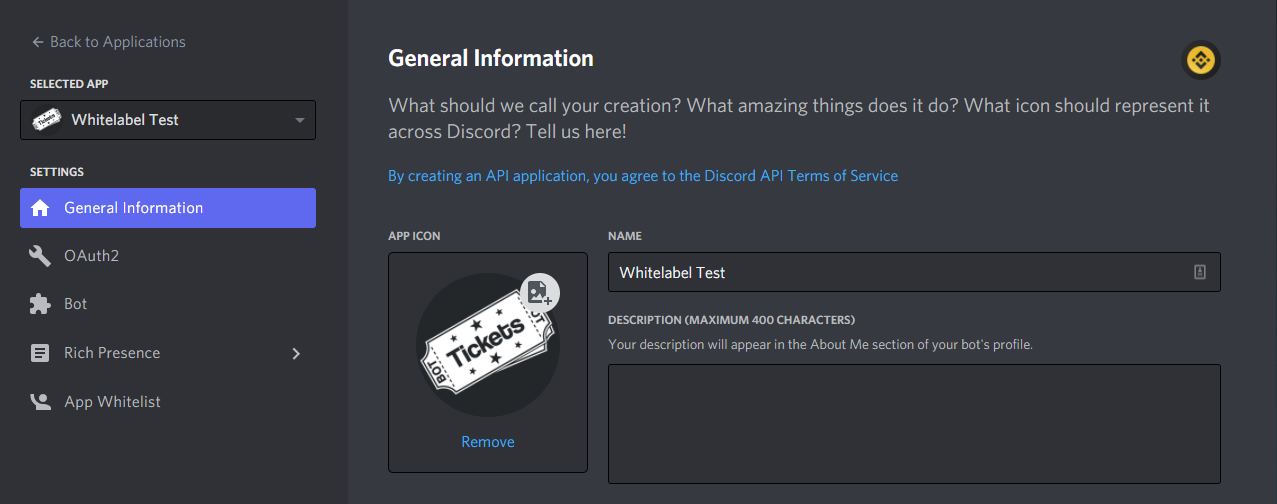 Back to Applications
SELECTED APP
Whitelabel Test
SETTINGS
General Information
OAuth2
Bot
Rich Presence
App Whitelist
General Information
What should we call your creation? What amazing things does it do? What icon should represent it
across Discord? Tell us here!
By creating an API application, you agree to the Discord API Terms of Service
APP ICON
BOT
Tickets
BOT
Remove
NAME
Whitelabel Test
DESCRIPTION (MAXIMUM 400 CHARACTERS)
Your description will appear in the About Me section of your bot's profile.